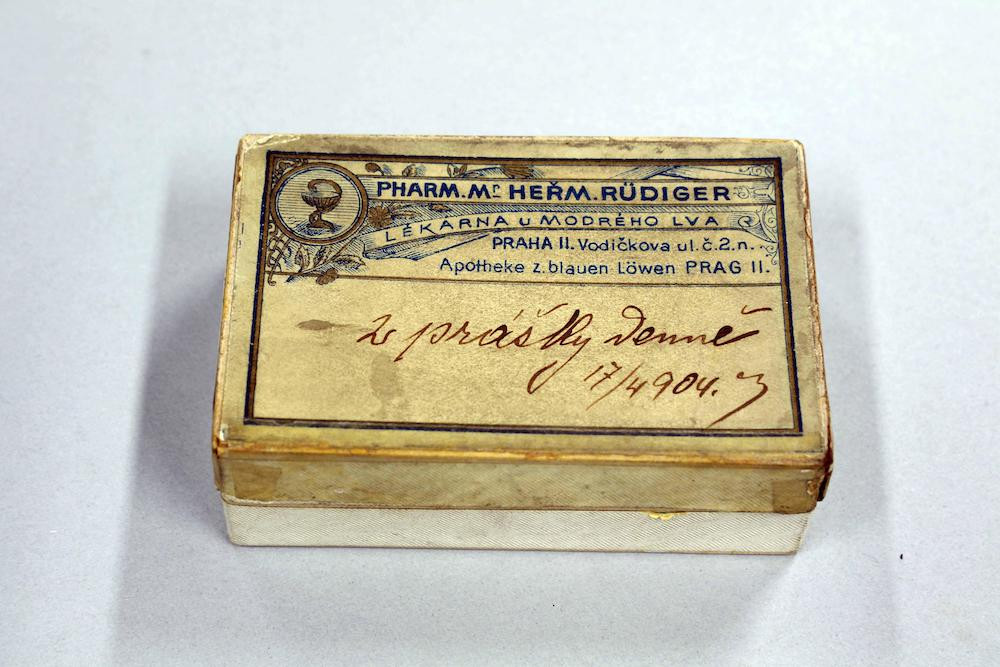 PHARM. Mr HEŘM. RÜDIGER
LÉKÁRNA u MODRÉHO LVA
PRAHA II. Vodičkova ul. č. 2. n.
Apotheke z. blauen Löwen PRAG II.
2 prášky denně
17/4 904.